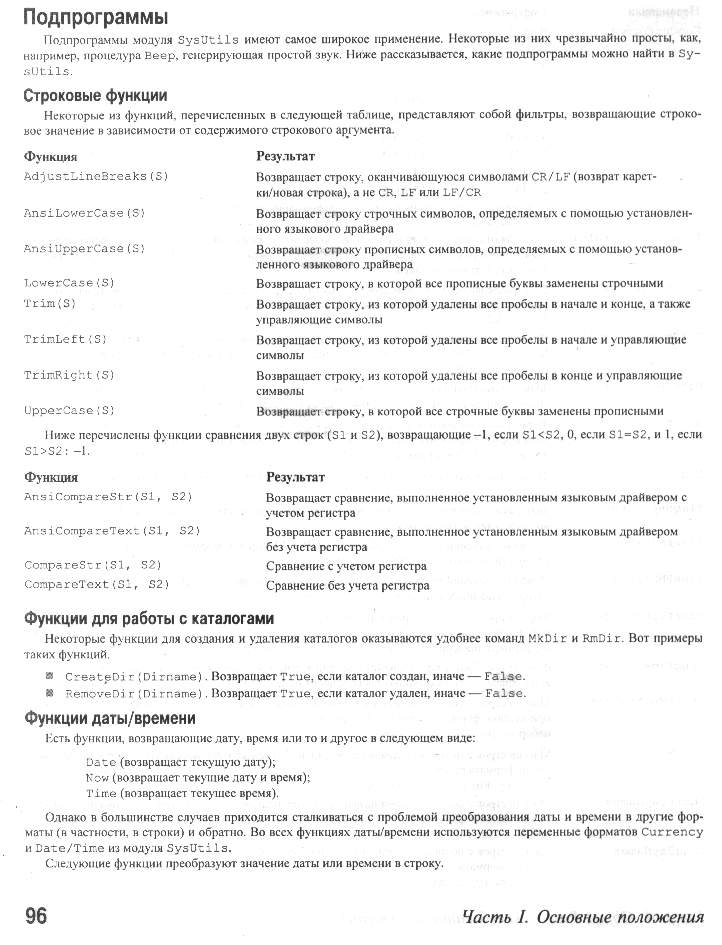 Подпрограммы
Подпрограммы модуля SysUtils имеют самое широкое применение. Некоторые из них чрезвычайно просты, как,
например, процедура Beep, генерирующая простой звук. Ниже рассказывается, какие подпрограммы можно найти в Sy-
sUtils.
Строковые функции
Некоторые из функций, перечисленных в следующей таблице, представляют собой фильтры, возвращающие строко-
вое значение в зависимости от содержимого строкового аргумента.
Функция Результат
AdjustLineBreaks(S) Возвращает строку, оканчивающуюся символами CR/LF (возврат карет-
ки/новая строка), а не CR, LF или LF/CR
AnsiLowerCase(S) Возвращает строку строчных символов, определяемых с помощью установлен-
ного языкового драйвера
AnsiUpperCase(S) Возвращает строку прописных символов, определяемых с помощью установ-
ленного языкового драйвера
LowerCase(S) Возвращает строку, в которой все прописные буквы заменены строчными
Trim(S) Возвращает строку, из которой удалены все пробелы в начале и конце, а также
управляющие символы
TrimLeft(S) Возвращает строку, из которой удалены все пробелы в начале и управляющие
символы
TrimRight(S) Возвращает строку, из которой удалены все пробелы в конце и управляющие
символы
UpperCase(S) Возвращает строку, в которой все строчные буквы заменены прописными
Ниже перечислены функции сравнения двух строк (S1 и S2), возвращающие –1, если S1<S2, 0, если S1=S2, и 1, если
S1>S2: –1.
Функция Результат
AnsiCompareStr(S1, S2) Возвращает сравнение, выполненное установленным языковым драйвером с
учетом регистра
AnsiCompareText(S1, S2) Возвращает сравнение, выполненное установленным языковым драйвером
без учета регистра
CompareStr(S1, S2) Сравнение с учетом регистра
CompareText(S1, S2) Сравнение без учета регистра
Функции для работы с каталогами
Некоторые функции для создания и удаления каталогов оказываются удобнее команд MkDir и RmDir. Вот примеры
таких функций.
CreateDir(Dirname). Возвращает True, если каталог создан, иначе — False.
RemoveDir(Dirname). Возвращает True, если каталог удален, иначе — False.
Функции даты/времени
Есть функции, возвращающие дату, время или то и другое в следующем виде:
Date (возвращает текущую дату);
Now (возвращает текущие дату и время);
Time (возвращает текущее время).
Однако в большинстве случаев приходится сталкиваться с проблемой преобразования даты и времени в другие фор-
маты (в частности, в строки) и обратно. Во всех функциях даты/времени используются переменные форматов Currency
и Date/Time из модуля SysUtils.
Следующие функции преобразуют значение даты или времени в строку.
96 Часть I. Основные положения